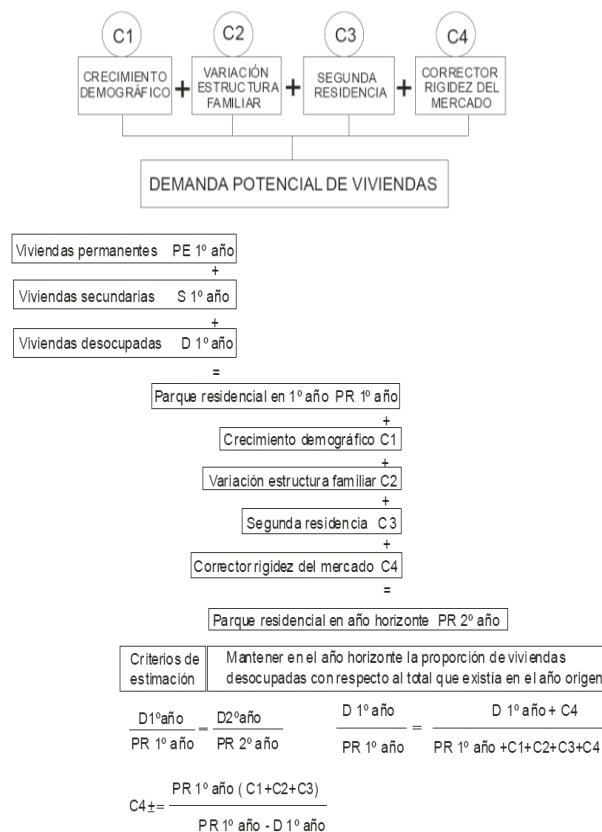 C1 C2 C3 C4
CRECIMIENTO DEMOGRÁFICO + VARIACIÓN ESTRUCTURA FAMILIAR + SEGUNDA RESIDENCIA + CORRECTOR RIGIDEZ DEL MERCADO
DEMANDA POTENCIAL DE VIVIENDAS
Viviendas permanentes PE 1º año
+
Viviendas secundarias S 1º año
+
Viviendas desocupadas D 1º año
=
Parque residencial en 1º año PR 1º año
+
Crecimiento demográfico C1
+
Variación estructura familiar C2
+
Segunda residencia C3
+
Corrector rigidez del mercado C4
=
Parque residencial en año horizonte PR 2º año
Criterios de estimación
Mantener en el año horizonte la proporción de viviendas
desocupadas con respecto al total que existía en el año origen
D1ºaño = D2ºaño
PR 1º año PR 2º año
D 1º año = D 1º año + C4
PR 1º año PR 1º año +C1+C2+C3+C4
C4±= PR 1º año ( C1+C2+C3)
PR 1º año - D 1º año